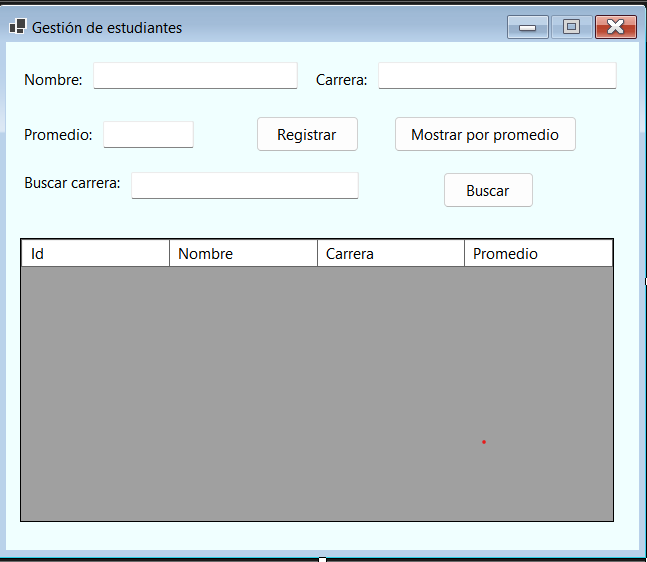 Gestión de estudiantes
Nombre: Carrera:
Promedio: Registrar Mostrar por promedio
Buscar carrera: Buscar
Id Nombre Carrera Promedio